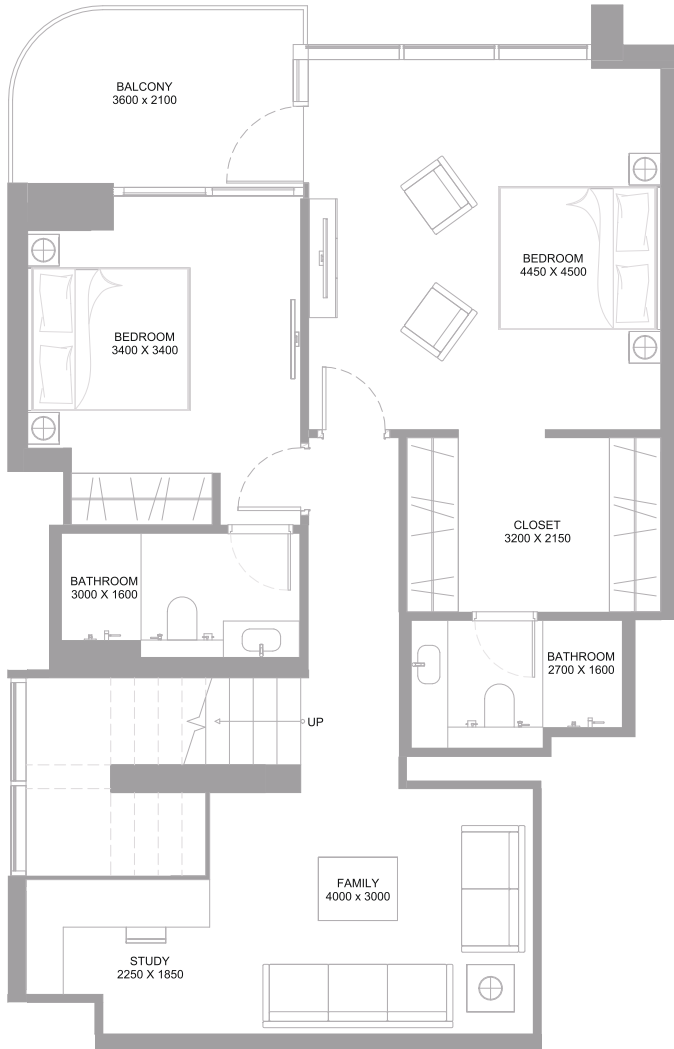 BALCONY
3600 x 2100
BEDROOM
4450 X 4500
BEDROOM
3400 X 3400
CLOSET
3200 X 2150
BATHROOM
3000 X 1600
BATHROOM
2700 X 1600
UP
FAMILY
4000 x 3000
STUDY
2250 X 1850